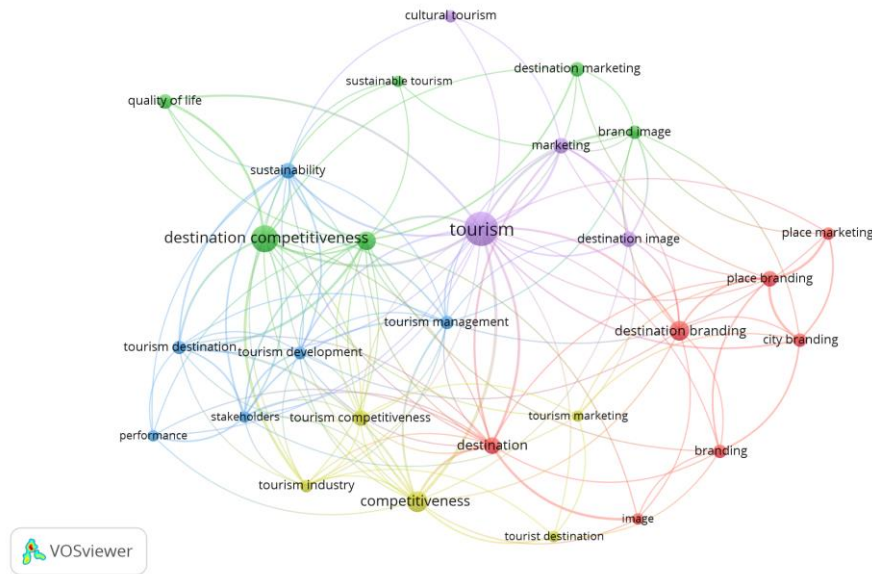 cultural tourism
destination marketing
sustainable tourism
quality of life
brand image
marketing
sustainability
tourism
place marketing
destination competitiveness
destination image
place branding
tourism management
destination branding
city branding
tourism destination
tourism development
stakeholders
tourism competitiveness
tourism marketing
performance
destination
branding
tourism industry
competitiveness
image
tourist destination
VOSviewer